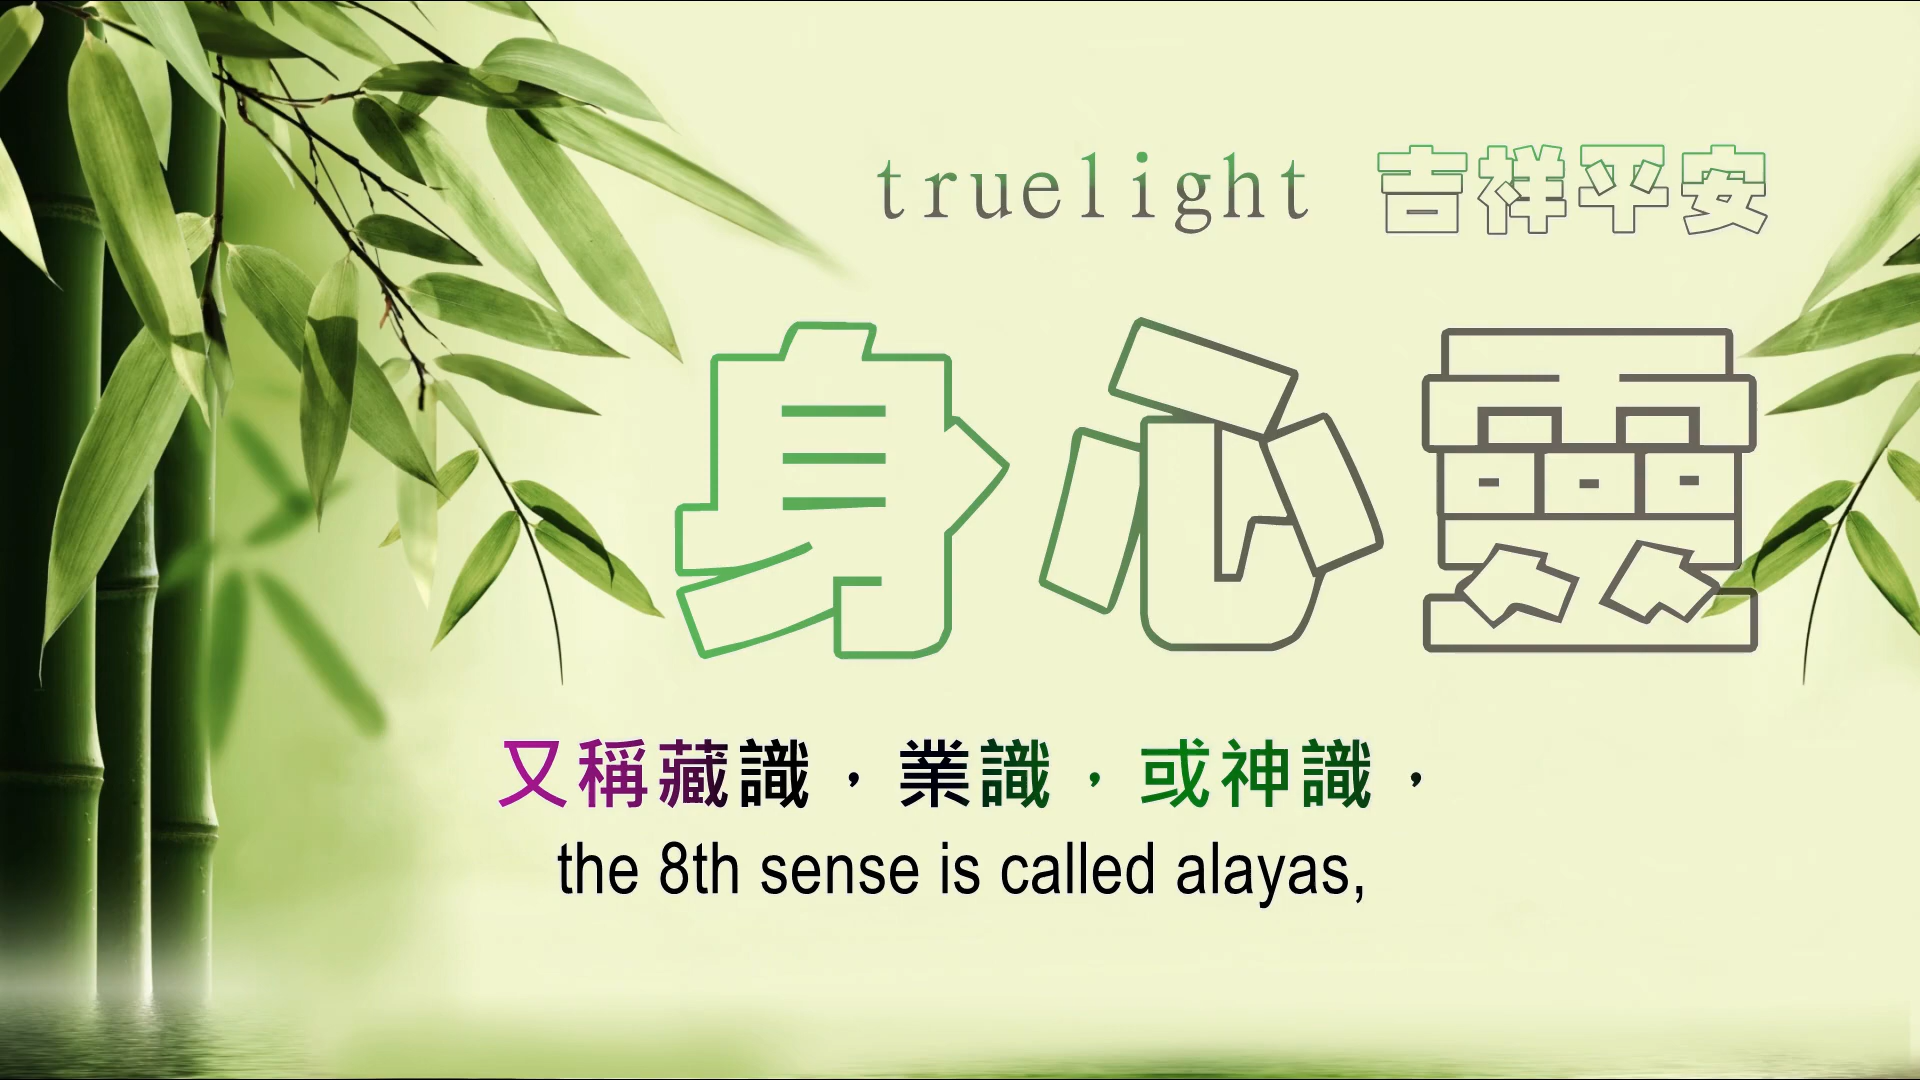 truelight 吉祥平安
身心靈
又稱藏識，業識，或神識，
the 8th sense is called alayas,